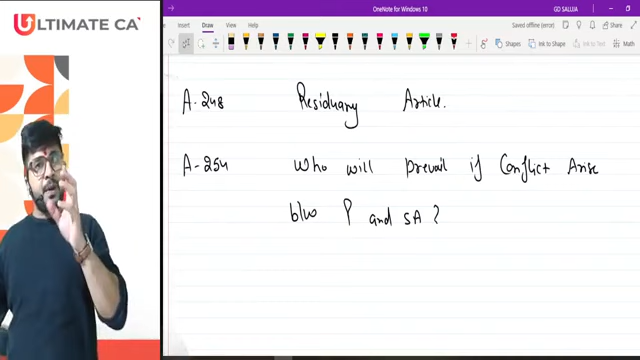 ULTIMATE CA
OneNote for Windows 10
GD SALUJA
Draw
View
Help
Saved offline (error)
Share
Shapes
Ink to Shape
Ink to Text
Math
A-248 Residuary Article.
A-254 Who will prevail if Conflict Arise
b/w P and SA ?